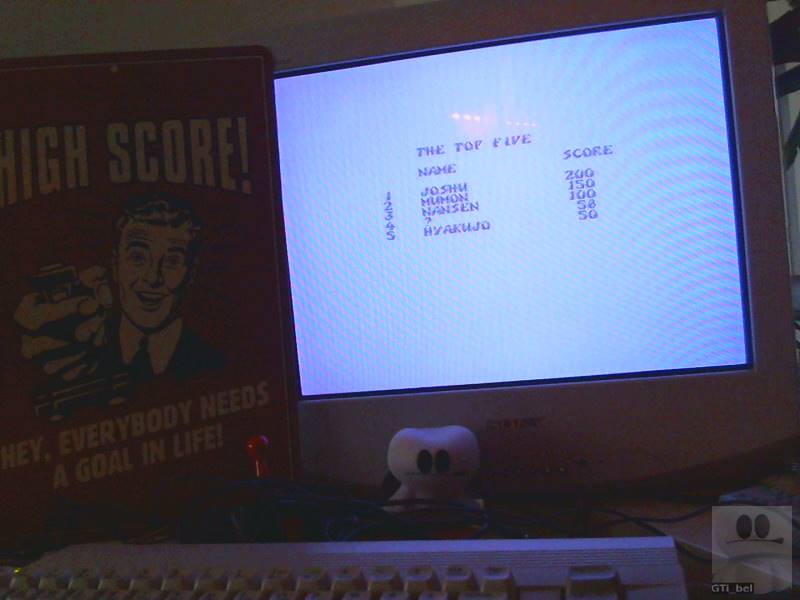 HIGH SCORE!
HEY, EVERYBODY NEEDS
A GOAL IN LIFE!
THE TOP FIVE
NAME SCORE
1 JOSHU 200
2 MUMON 150
3 NANSEN 100
4 ? 58
5 HYAKUJO 50
GTi_bel